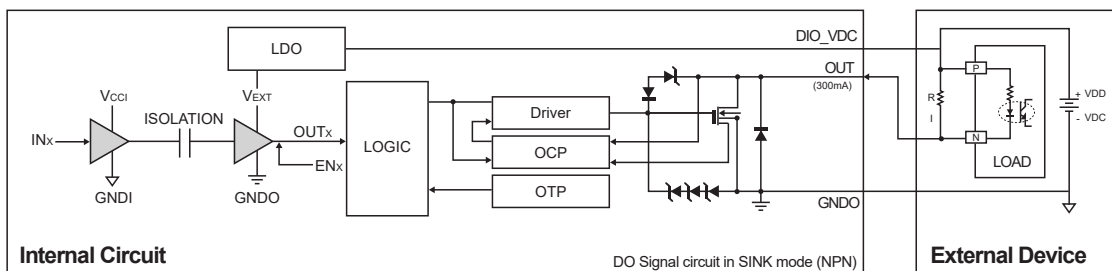 LDO
DIO_VDC
OUT
(300mA)
VCCI
VEXT
ISOLATION
INX
OUTX
ENX
GNDI
GNDO
LOGIC
Driver
OCP
OTP
GNDO
P
R
I
N
LOAD
+ VDD
- VDC
Internal Circuit
DO Signal circuit in SINK mode (NPN)
External Device